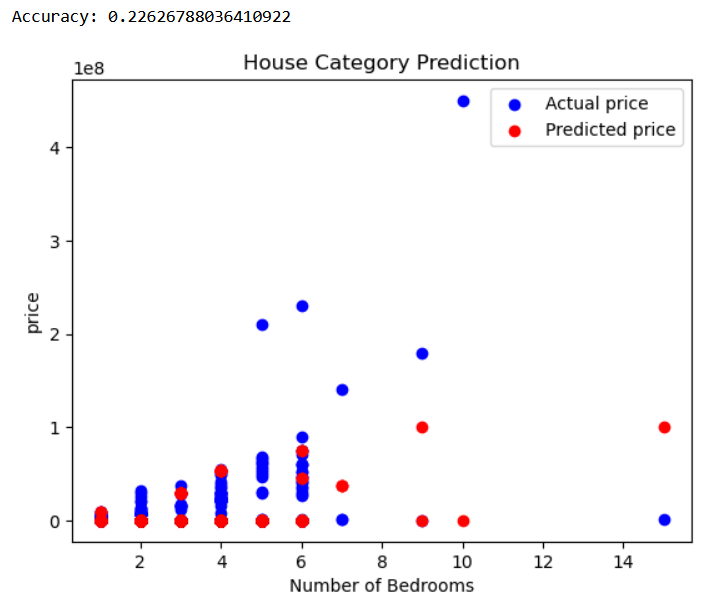 Accuracy: 0.22626788036410922
House Category Prediction
1e8
Actual price
Predicted price
4
3
2
1
0
price
2 4 6 8 10 12 14
Number of Bedrooms